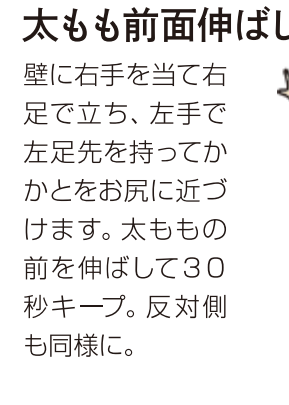 太もも前面伸ばし
壁に右手を当て右
足で立ち、左手で
左足先を持ってか
かとをお尻に近づ
けます。太ももの
前を伸ばして30
秒キープ。反対側
も同様に。